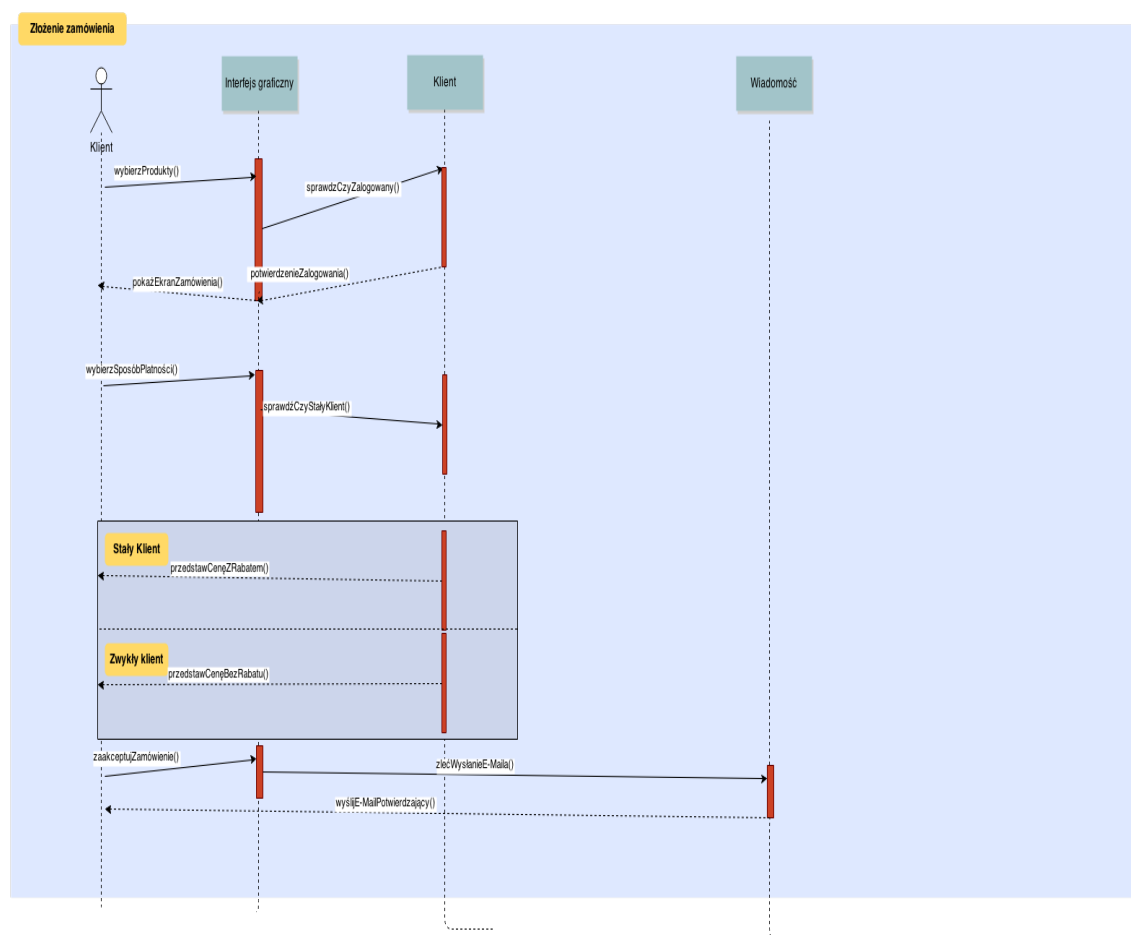 Złożenie zamówienia
Interfejs graficzny
Klient
Wiadomość
Klient
wybierzProdukty()
sprawdzCzyZalogowany()
potwierdzenieZalogowania()
pokażEkranZamówienia()
wybierzSposóbPłatności()
sprawdźCzyStałyKlient()
Stały Klient
przedstawCenęZRabatem()
Zwykły klient
przedstawCenęBezRabatu()
zaakceptujZamówienie()
zlećWysłanieE-Maila()
wyślijE-MailPotwierdzający()